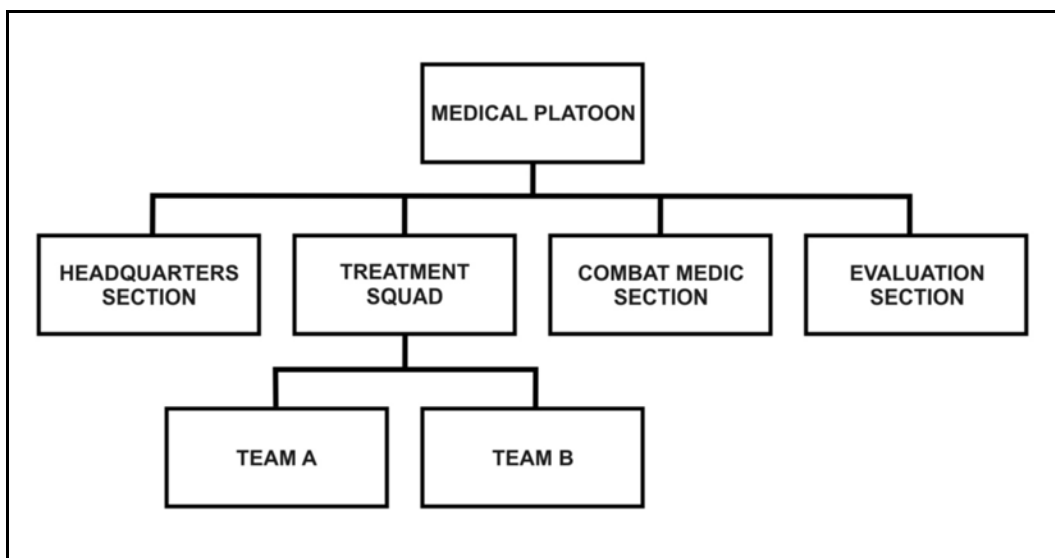 MEDICAL PLATOON
HEADQUARTERS
SECTION
TREATMENT
SQUAD
COMBAT MEDIC
SECTION
EVALUATION
SECTION
TEAM A
TEAM B